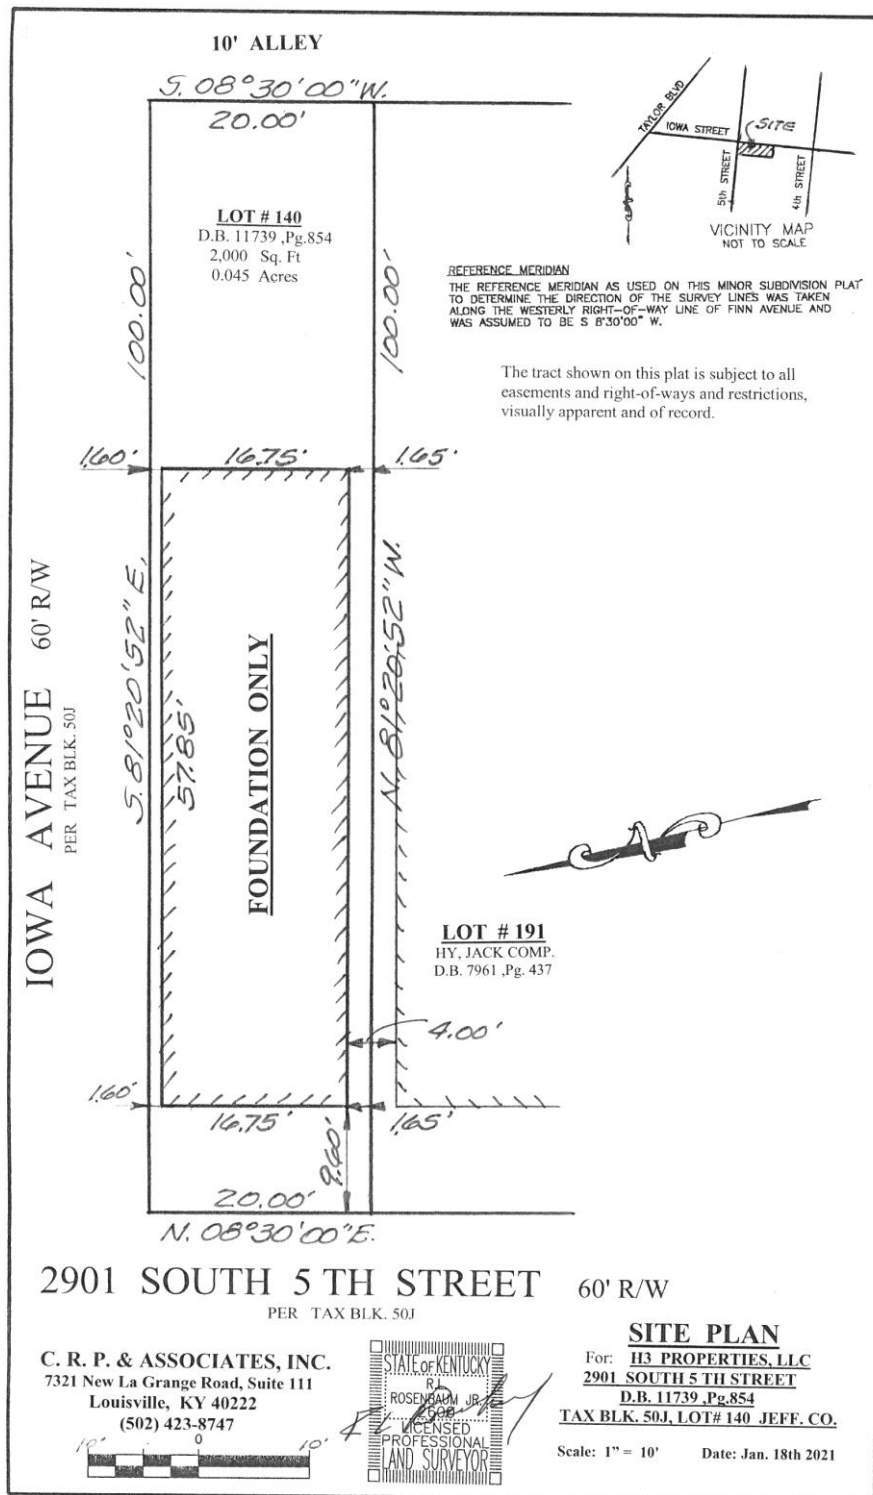 10' ALLEY
S. 08°30'00"W.
20.00'
LOT # 140
D.B. 11739 ,Pg.854
2,000 Sq. Ft
0.045 Acres
100.00'
100.00'
TAYLOR BLVD
IOWA STREET
SITE
5th STREET
4th STREET
VICINITY MAP
NOT TO SCALE
REFERENCE MERIDIAN
THE REFERENCE MERIDIAN AS USED ON THIS MINOR SUBDIVISION PLAT
TO DETERMINE THE DIRECTION OF THE SURVEY LINES WAS TAKEN
ALONG THE WESTERLY RIGHT-OF-WAY LINE OF FINN AVENUE AND
WAS ASSUMED TO BE S 8°30'00" W.
The tract shown on this plat is subject to all
easements and right-of-ways and restrictions,
visually apparent and of record.
1.60'
16.75'
1.65'
IOWA AVENUE 60' R/W
PER TAX BLK. 50J
S. 81°20'52" E.
57.85'
FOUNDATION ONLY
N. 81°20'52" W.
N
LOT # 191
HY, JACK COMP.
D.B. 7961 ,Pg. 437
4.00'
1.60'
16.75'
1.65'
9.60'
20.00'
N. 08°30'00"E.
2901 SOUTH 5 TH STREET 60' R/W
PER TAX BLK. 50J
C. R. P. & ASSOCIATES, INC.
7321 New La Grange Road, Suite 111
Louisville, KY 40222
(502) 423-8747
10' 0 10'
STATE of KENTUCKY
R.L.
ROSENBAUM JR.
LICENSED
PROFESSIONAL
LAND SURVEYOR
SITE PLAN
For: H3 PROPERTIES, LLC
2901 SOUTH 5 TH STREET
D.B. 11739 ,Pg.854
TAX BLK. 50J, LOT# 140 JEFF. CO.
Scale: 1" = 10' Date: Jan. 18th 2021